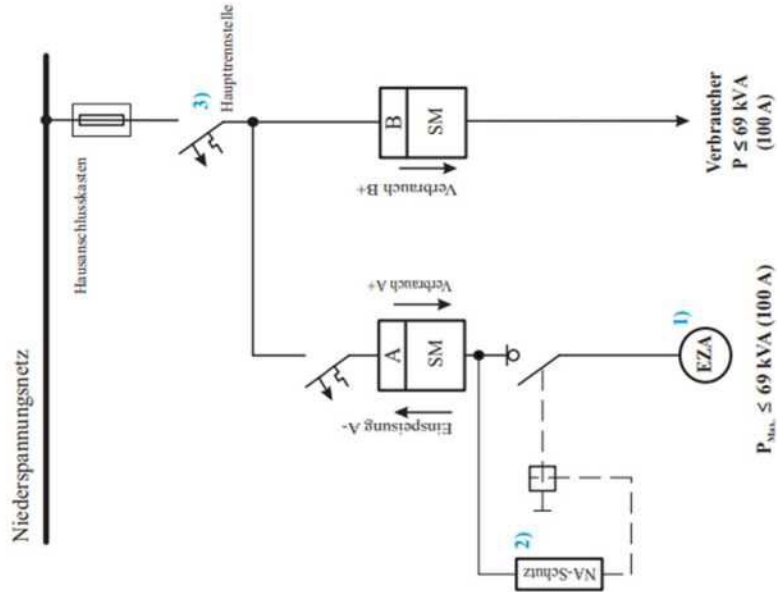 Niederspannungsnetz
Hausanschlusskasten
3)
Haupttrennstelle
A
SM
Einspeisung A-
Verbrauch A+
B
SM
Verbrauch B+
2)
NA-Schutz
1)
EZA
P Max. ≤ 69 kVA (100 A)
Verbraucher
P ≤ 69 kVA
(100 A)